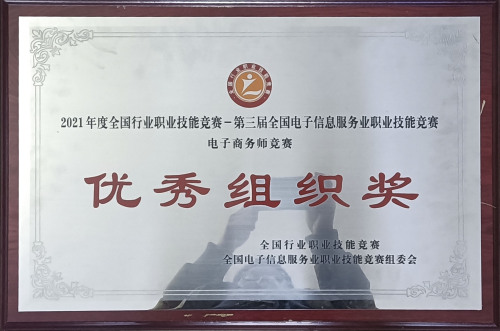 2021年度全国行业职业技能竞赛－第三届全国电子信息服务业职业技能竞赛
电子商务师竞赛
优秀组织奖
全国行业职业技能竞赛
全国电子信息服务业职业技能竞赛组委会